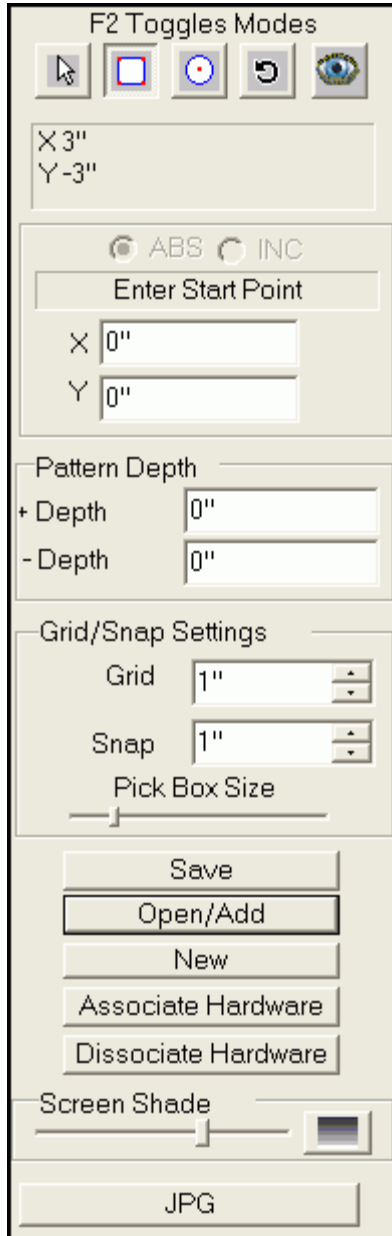 F2 Toggles Modes
X 3"
Y -3"
ABS INC
Enter Start Point
X 0"
Y 0"
Pattern Depth
+ Depth 0"
- Depth 0"
Grid/Snap Settings
Grid 1"
Snap 1"
Pick Box Size
Save
Open/Add
New
Associate Hardware
Dissociate Hardware
Screen Shade
JPG